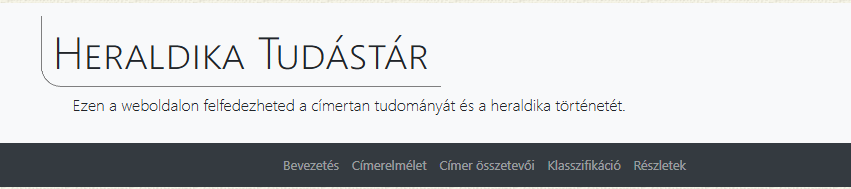 Heraldika Tudástár
Ezen a weboldalon felfedezheted a címertan tudományát és a heraldika történetét.
Bevezetés Címerelmélet Címer összetevői Klasszifikáció Részletek